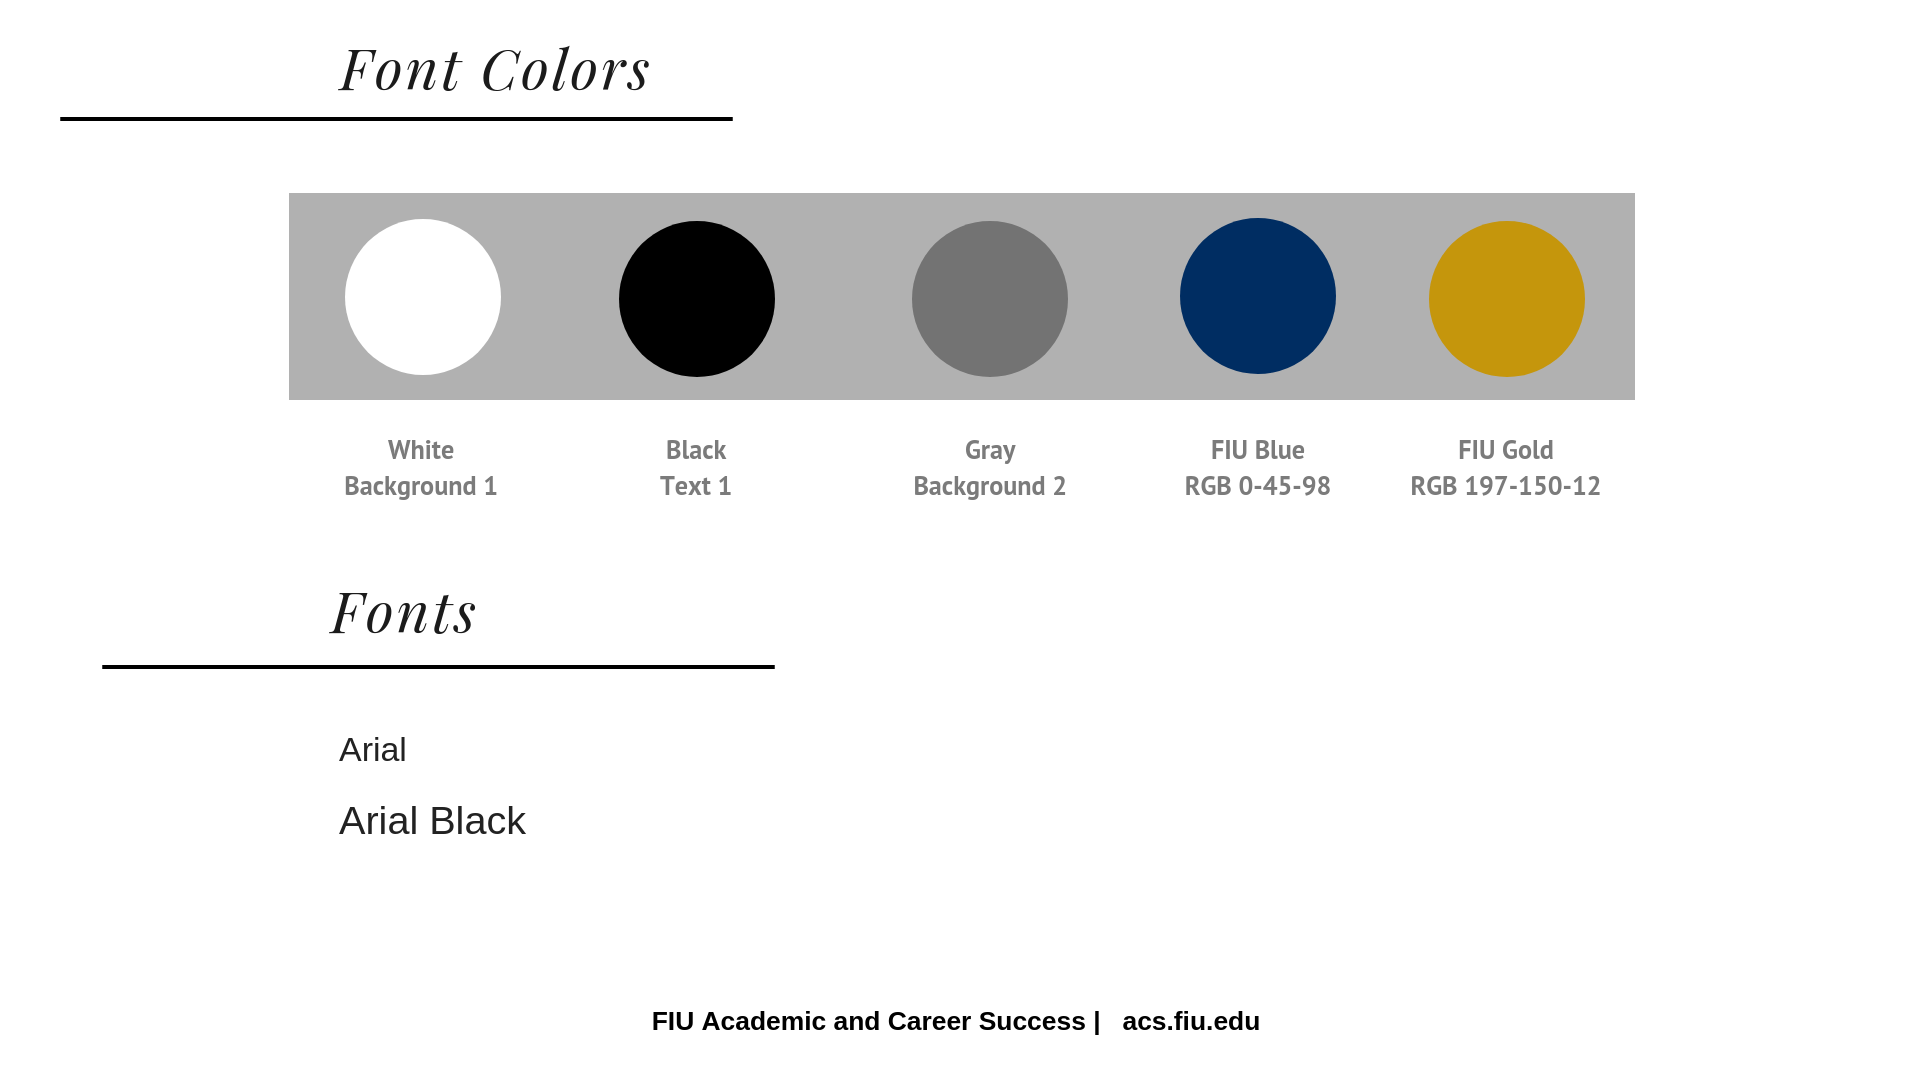 Font Colors
White
Background 1
Black
Text 1
Gray
Background 2
FIU Blue
RGB 0-45-98
FIU Gold
RGB 197-150-12
Fonts
Arial
Arial Black
FIU Academic and Career Success | acs.fiu.edu